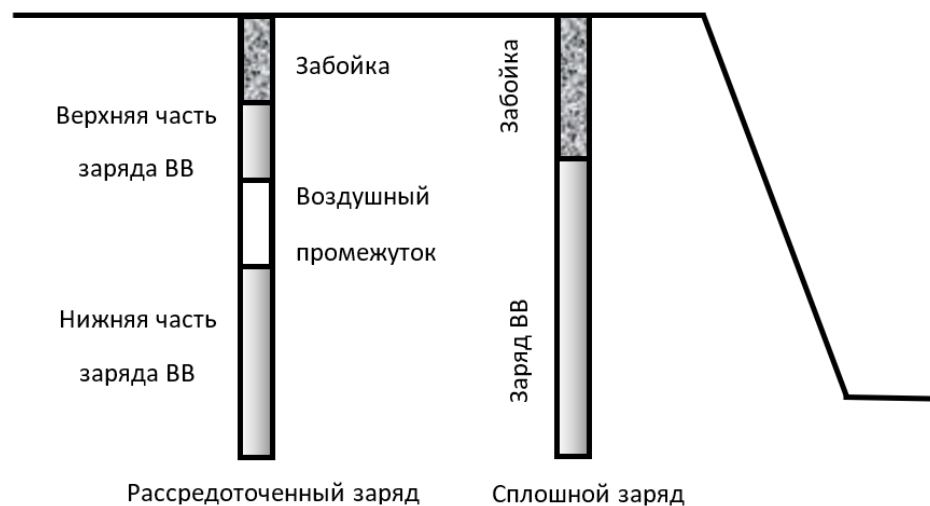 Забойка
Верхняя часть
заряда ВВ
Воздушный
промежуток
Нижняя часть
заряда ВВ
Забойка
Заряд ВВ
Рассредоточенный заряд
Сплошной заряд